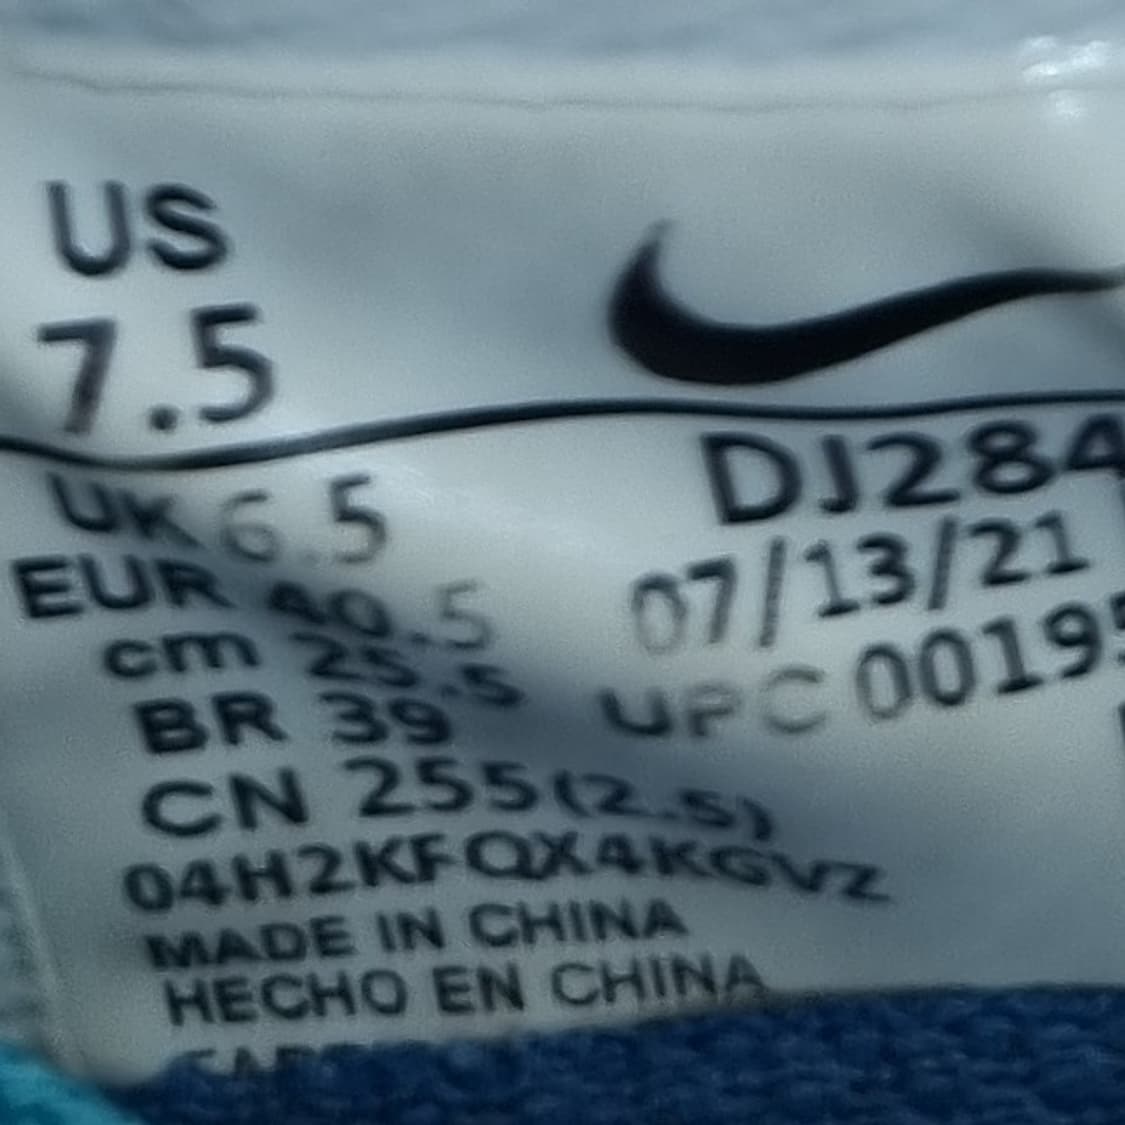 US
7.5
UK 6.5
EUR 40.5
cm 25.5
BR 39
CN 255(2.5)
04H2KFQX4KGVZ
MADE IN CHINA
HECHO EN CHINA
DJ284
07/13/21
UPC 00195